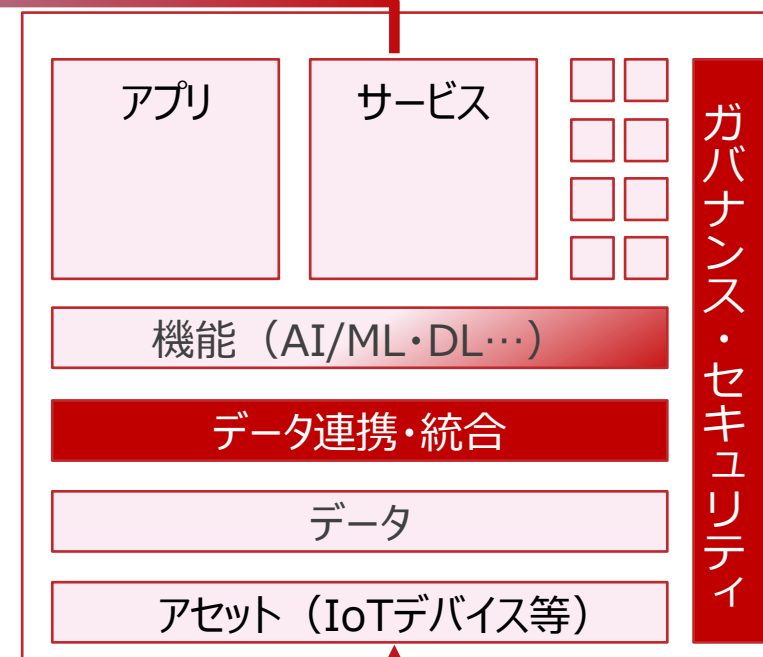 アプリ
サービス
機能（AI/ML・DL…）
データ連携・統合
データ
アセット（IoTデバイス等）
ガバナンス・セキュリティ